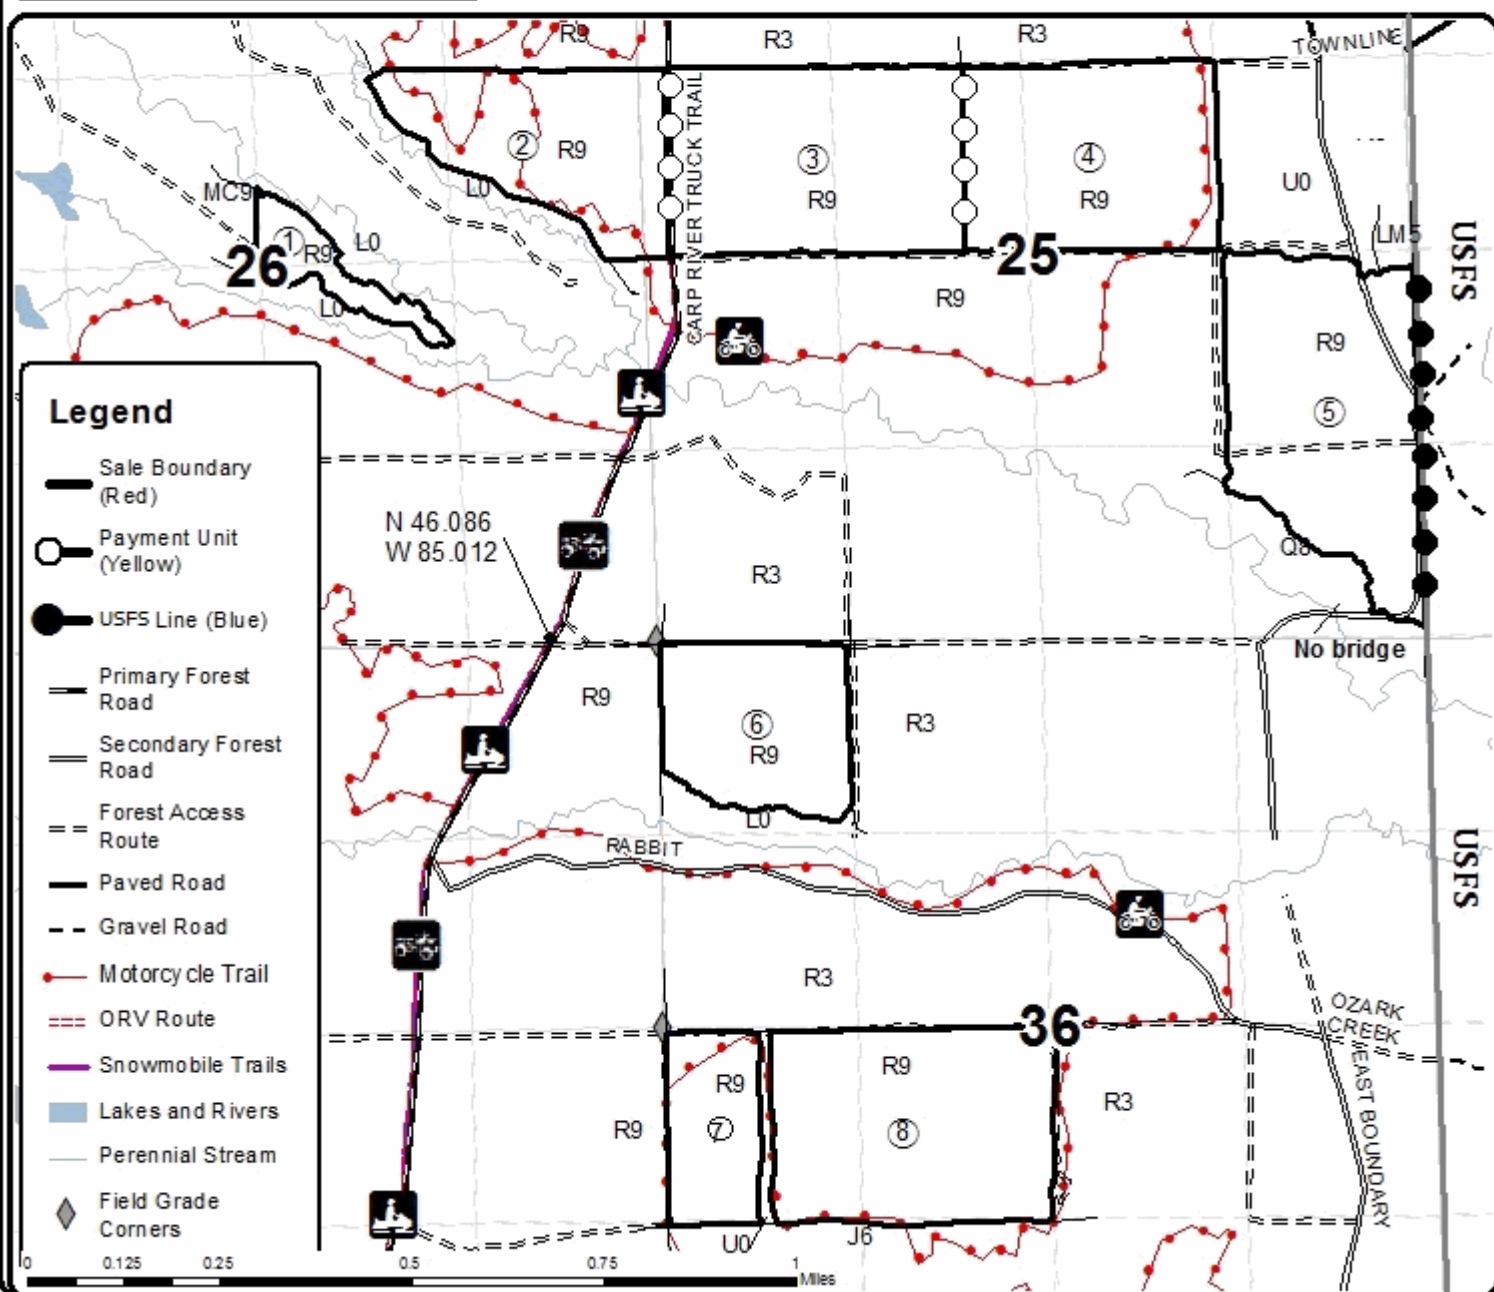 R9
R3
R3
TOWNLINE
CARP RIVER TRUCK TRAIL
2
R9
3
R9
4
R9
U0
L0
MC9
1
R9
L0
26
L0
25
LM5
USFS
R9
R9
5
Legend
Sale Boundary
(Red)
Payment Unit
(Yellow)
USFS Line (Blue)
Primary Forest
Road
Secondary Forest
Road
Forest Access
Route
Paved Road
Gravel Road
Motorcycle Trail
ORV Route
Snowmobile Trails
Lakes and Rivers
Perennial Stream
Field Grade
Corners
N 46.086
W 85.012
R3
Q8
No bridge
R9
6
R9
R3
L0
RABBIT
USFS
R3
36
OZARK
CREEK
EAST BOUNDARY
R9
R9
R3
R9
7
8
U0
J6
0 0.125 0.25 0.5 0.75 1
Miles